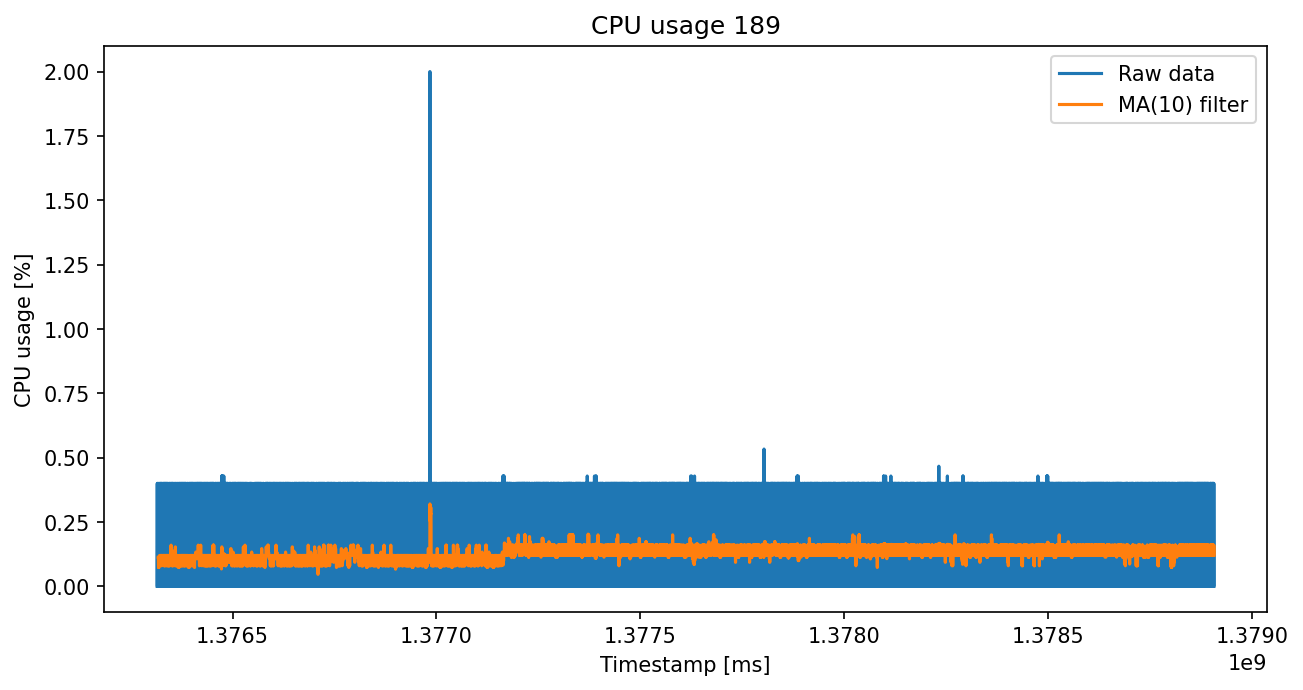 CPU usage 189
Raw data
MA(10) filter
CPU usage [%]
2.00
1.75
1.50
1.25
1.00
0.75
0.50
0.25
0.00
1.3765 1.3770 1.3775 1.3780 1.3785 1.3790
1e9
Timestamp [ms]